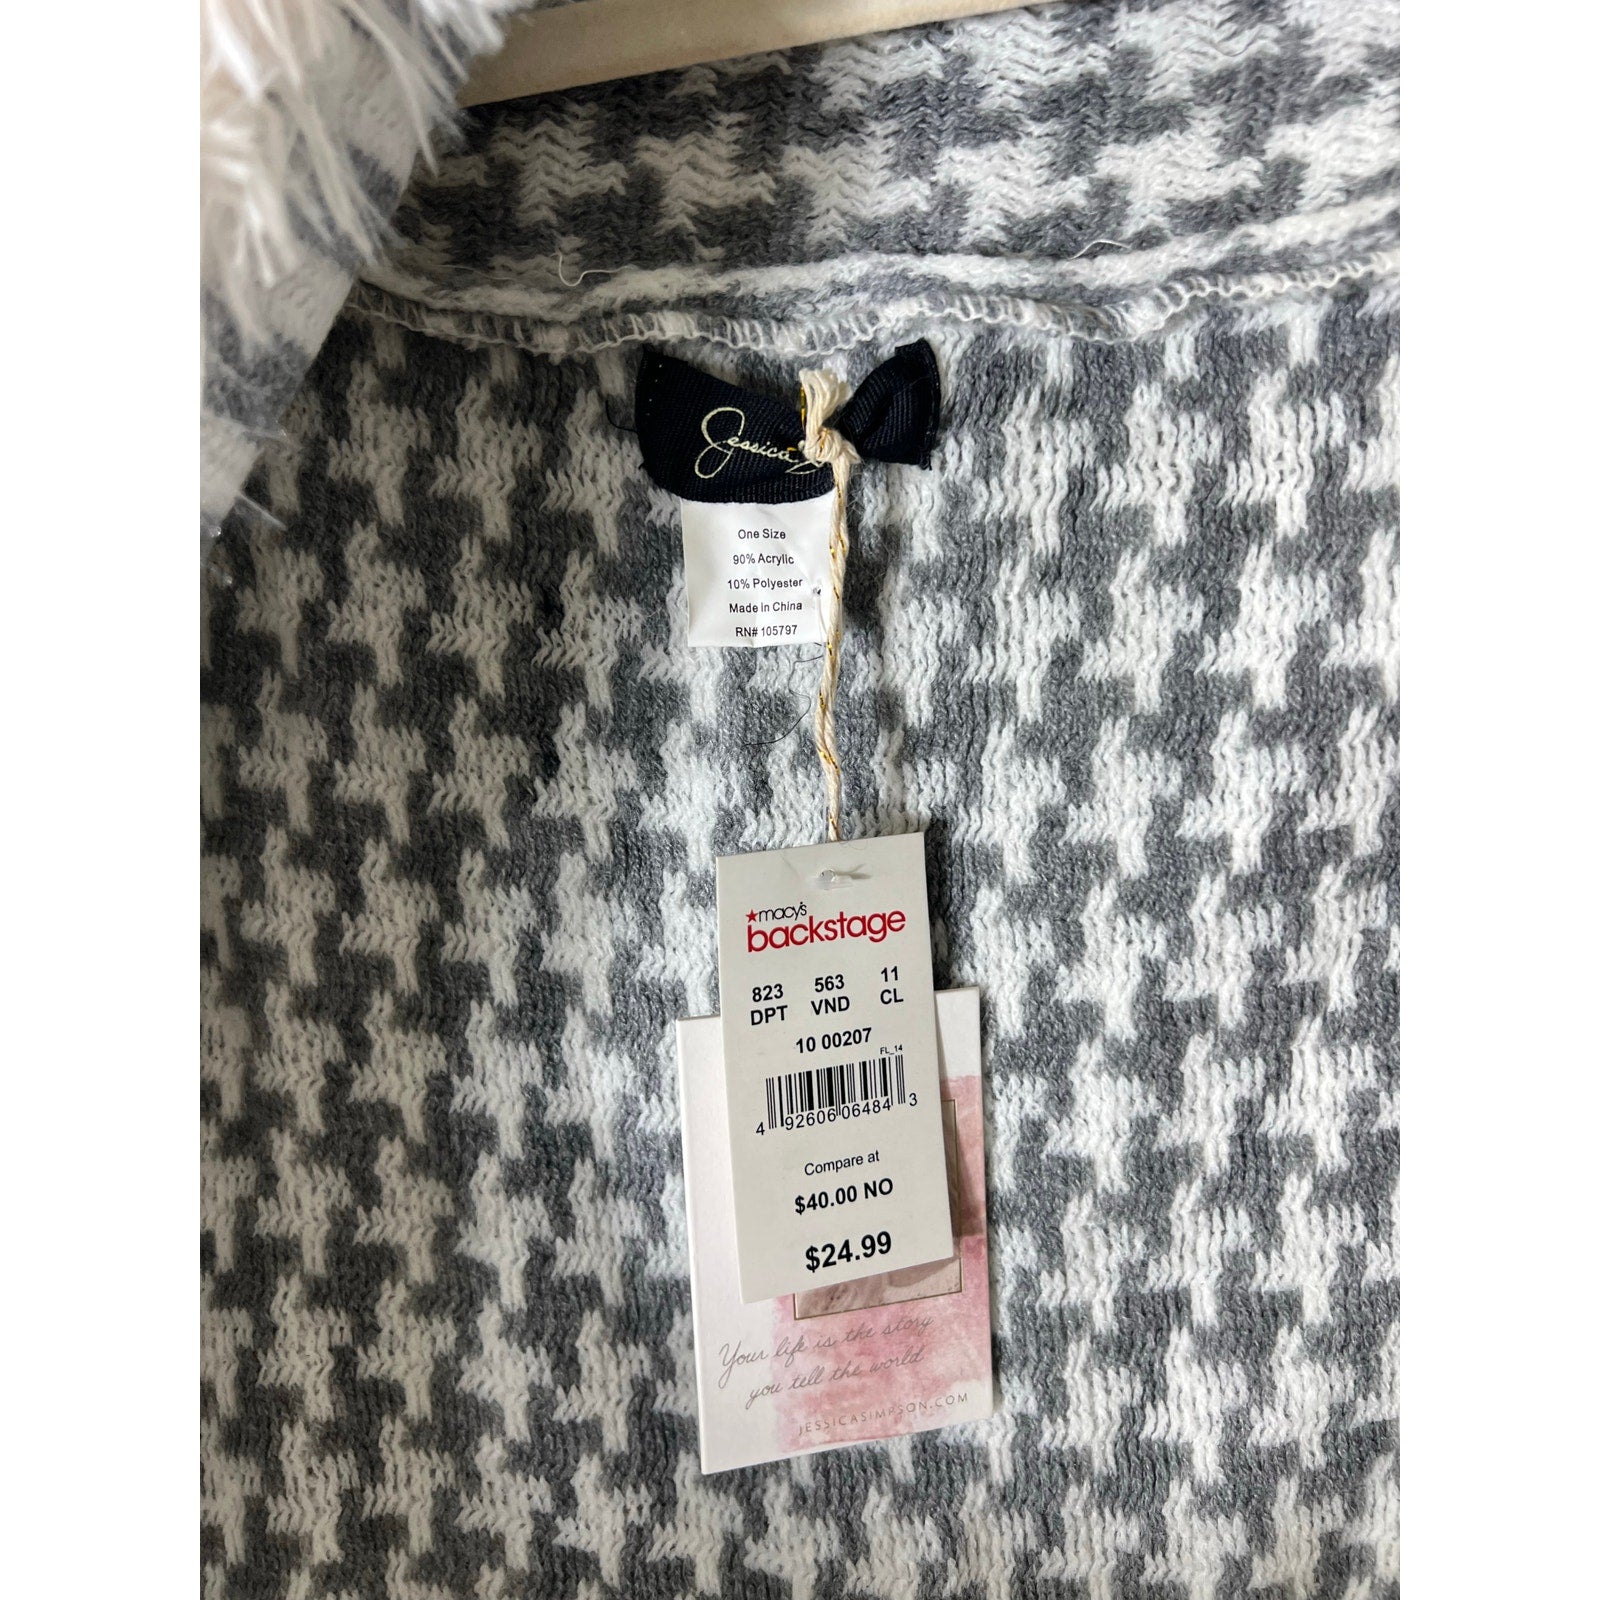 Jessica
One Size
90% Acrylic
10% Polyester
Made In China
RN# 105797
★macy's
backstage
823 563 11
DPT VND CL
10 00207
FL_14
4 92606 06484 3
Compare at
$40.00 NO
$24.99
Your life is the story
you tell the world
JESSICASIMPSON.COM